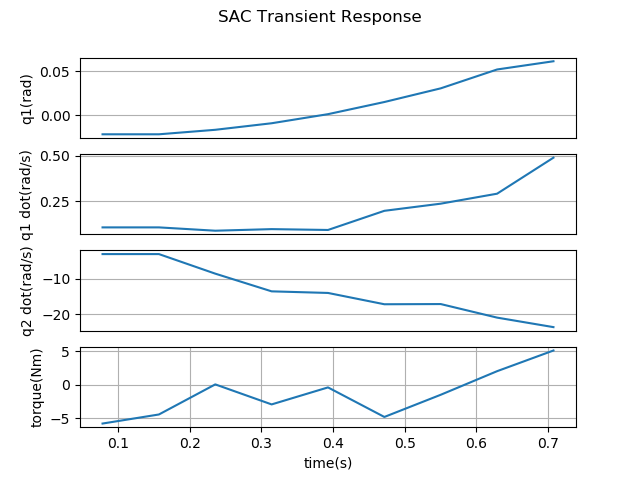 SAC Transient Response
q1(rad)
0.05
0.00
q1 dot(rad/s)
0.50
0.25
q2 dot(rad/s)
−10
−20
torque(Nm)
5
0
−5
0.1 0.2 0.3 0.4 0.5 0.6 0.7
time(s)